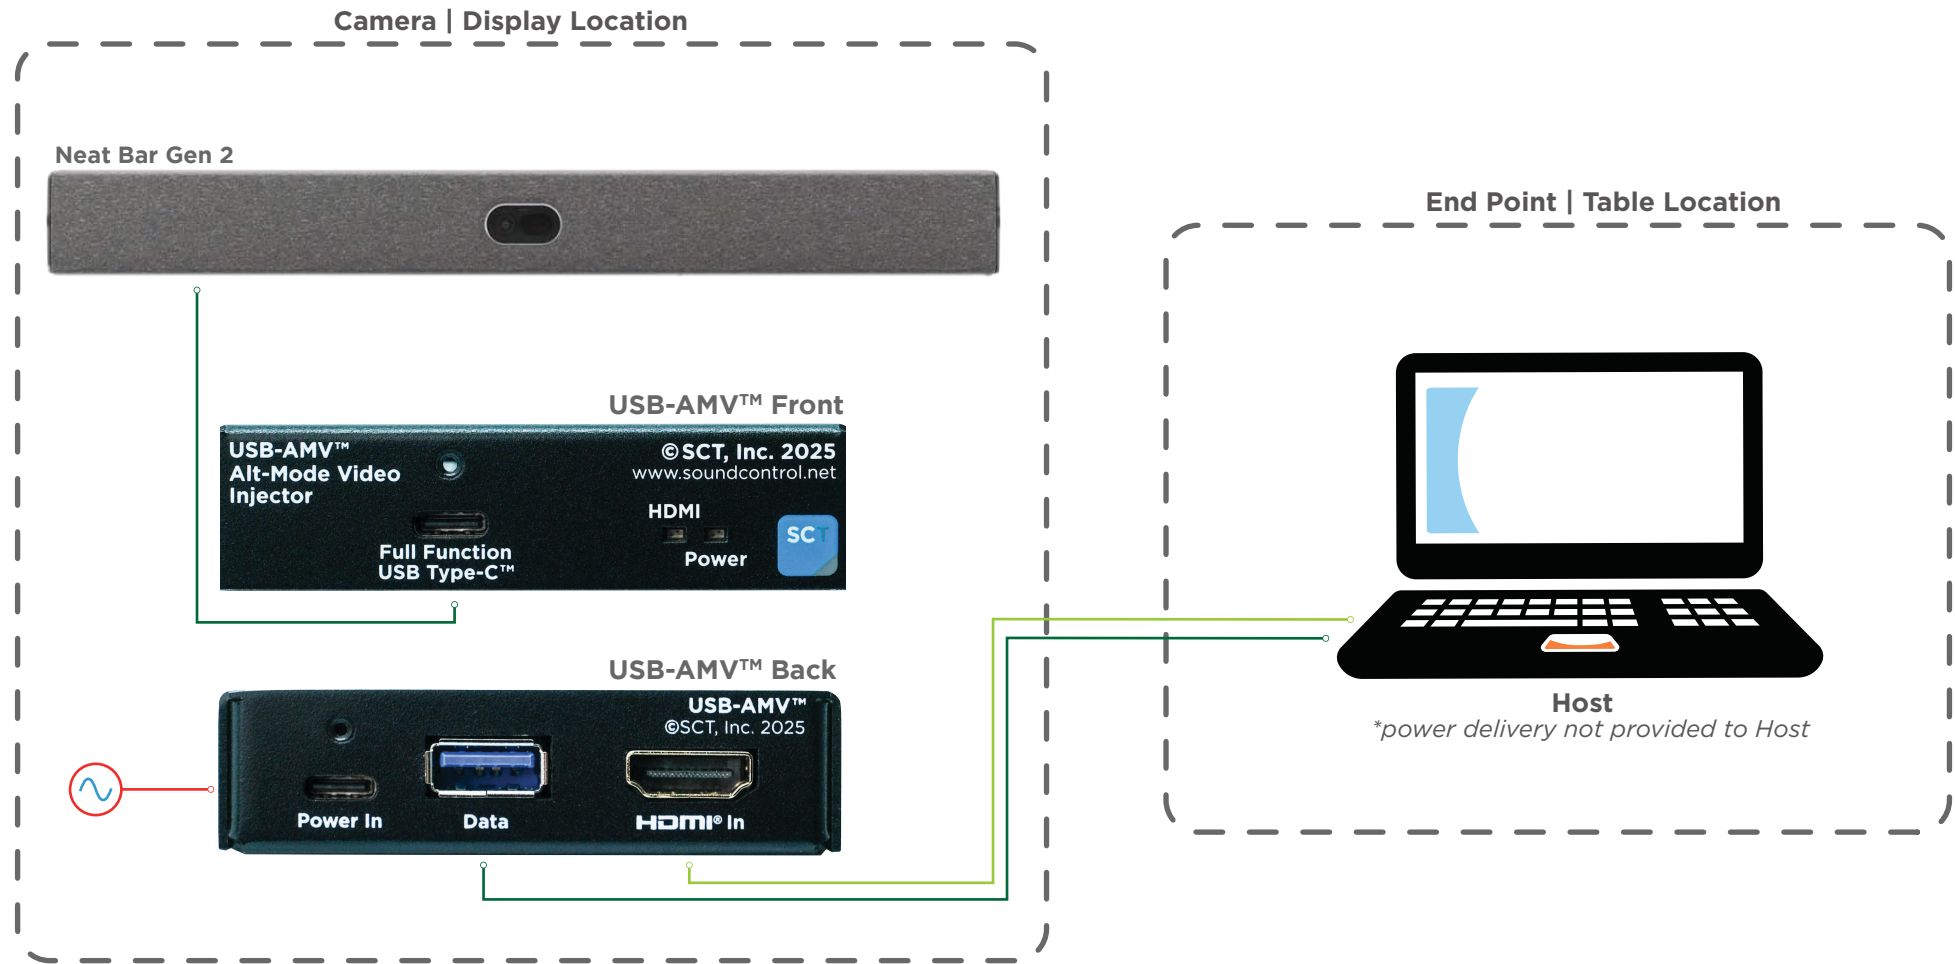 Camera | Display Location
Neat Bar Gen 2
End Point | Table Location
USB-AMV™ Front
USB-AMV™
Alt-Mode Video
Injector
©SCT, Inc. 2025
www.soundcontrol.net
HDMI
Power
SCT
Full Function
USB Type-C™
USB-AMV™ Back
USB-AMV™
©SCT, Inc. 2025
Power In
Data
HDMI® In
Host
*power delivery not provided to Host